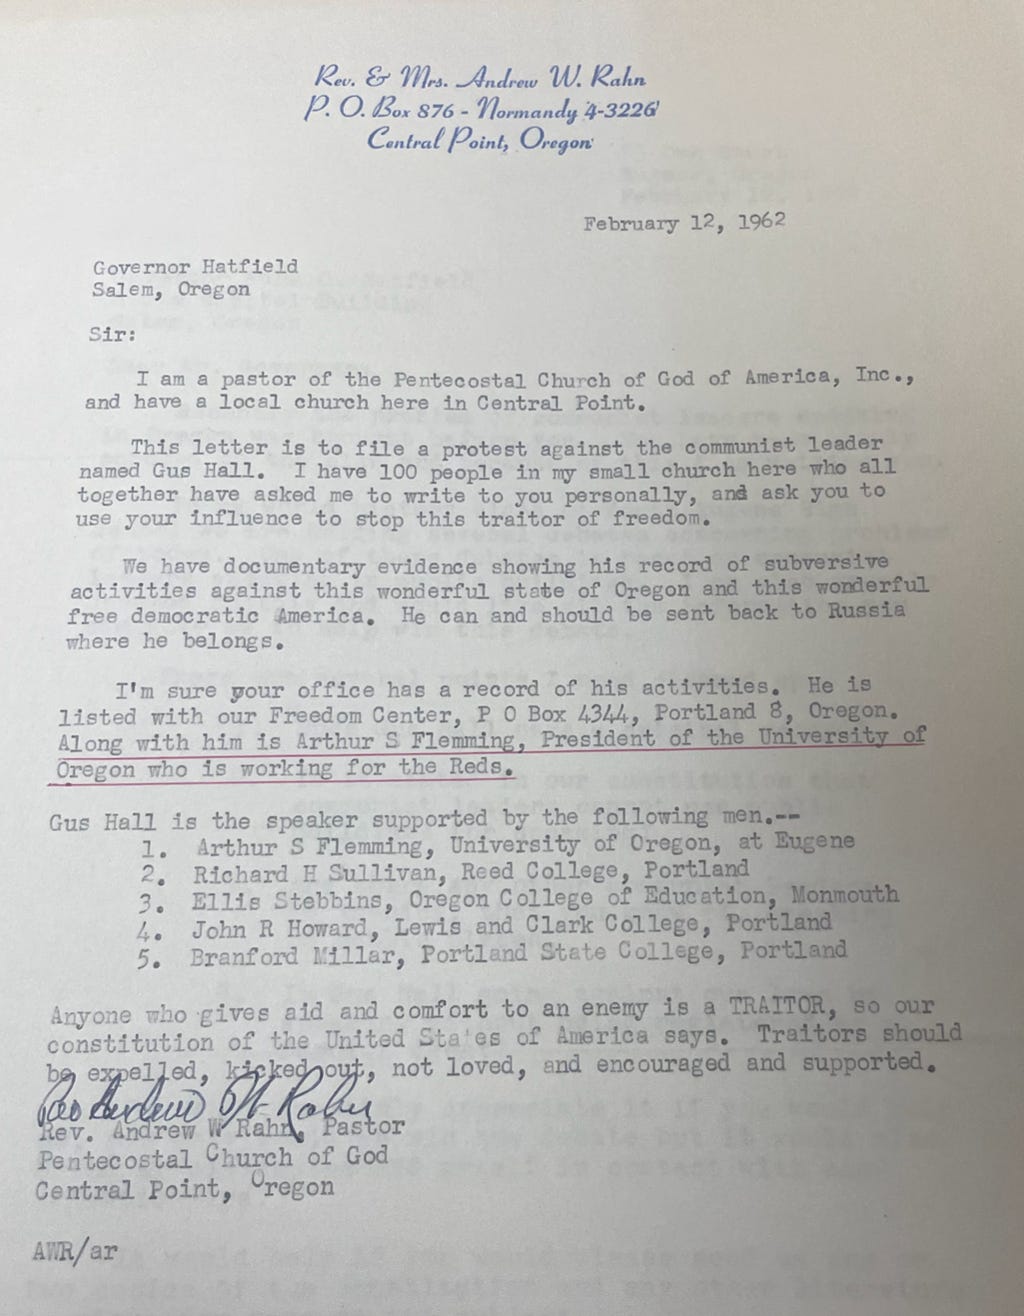 Rev. & Mrs. Andrew W. Rahn
P. O. Box 876 - Normandy 4-3226
Central Point, Oregon
February 12, 1962
Governor Hatfield
Salem, Oregon
Sir:
I am a pastor of the Pentecostal Church of God of America, Inc.,
and have a local church here in Central Point.
This letter is to file a protest against the communist leader
named Gus Hall. I have 100 people in my small church here who all
together have asked me to write to you personally, and ask you to
use your influence to stop this traitor of freedom.
We have documentary evidence showing his record of subversive
activities against this wonderful state of Oregon and this wonderful
free democratic America. He can and should be sent back to Russia
where he belongs.
I'm sure your office has a record of his activities. He is
listed with our Freedom Center, P O Box 4344, Portland 8, Oregon.
Along with him is Arthur S Flemming, President of the University of
Oregon who is working for the Reds.
Gus Hall is the speaker supported by the following men.--
1. Arthur S Flemming, University of Oregon, at Eugene
2. Richard H Sullivan, Reed College, Portland
3. Ellis Stebbins, Oregon College of Education, Monmouth
4. John R Howard, Lewis and Clark College, Portland
5. Branford Millar, Portland State College, Portland
Anyone who gives aid and comfort to an enemy is a TRAITOR, so our
constitution of the United States of America says. Traitors should
be expelled, kicked out, not loved, and encouraged and supported.
Rev Andrew W. Rahn
Rev. Andrew W Rahn, Pastor
Pentecostal Church of God
Central Point, Oregon
AWR/ar